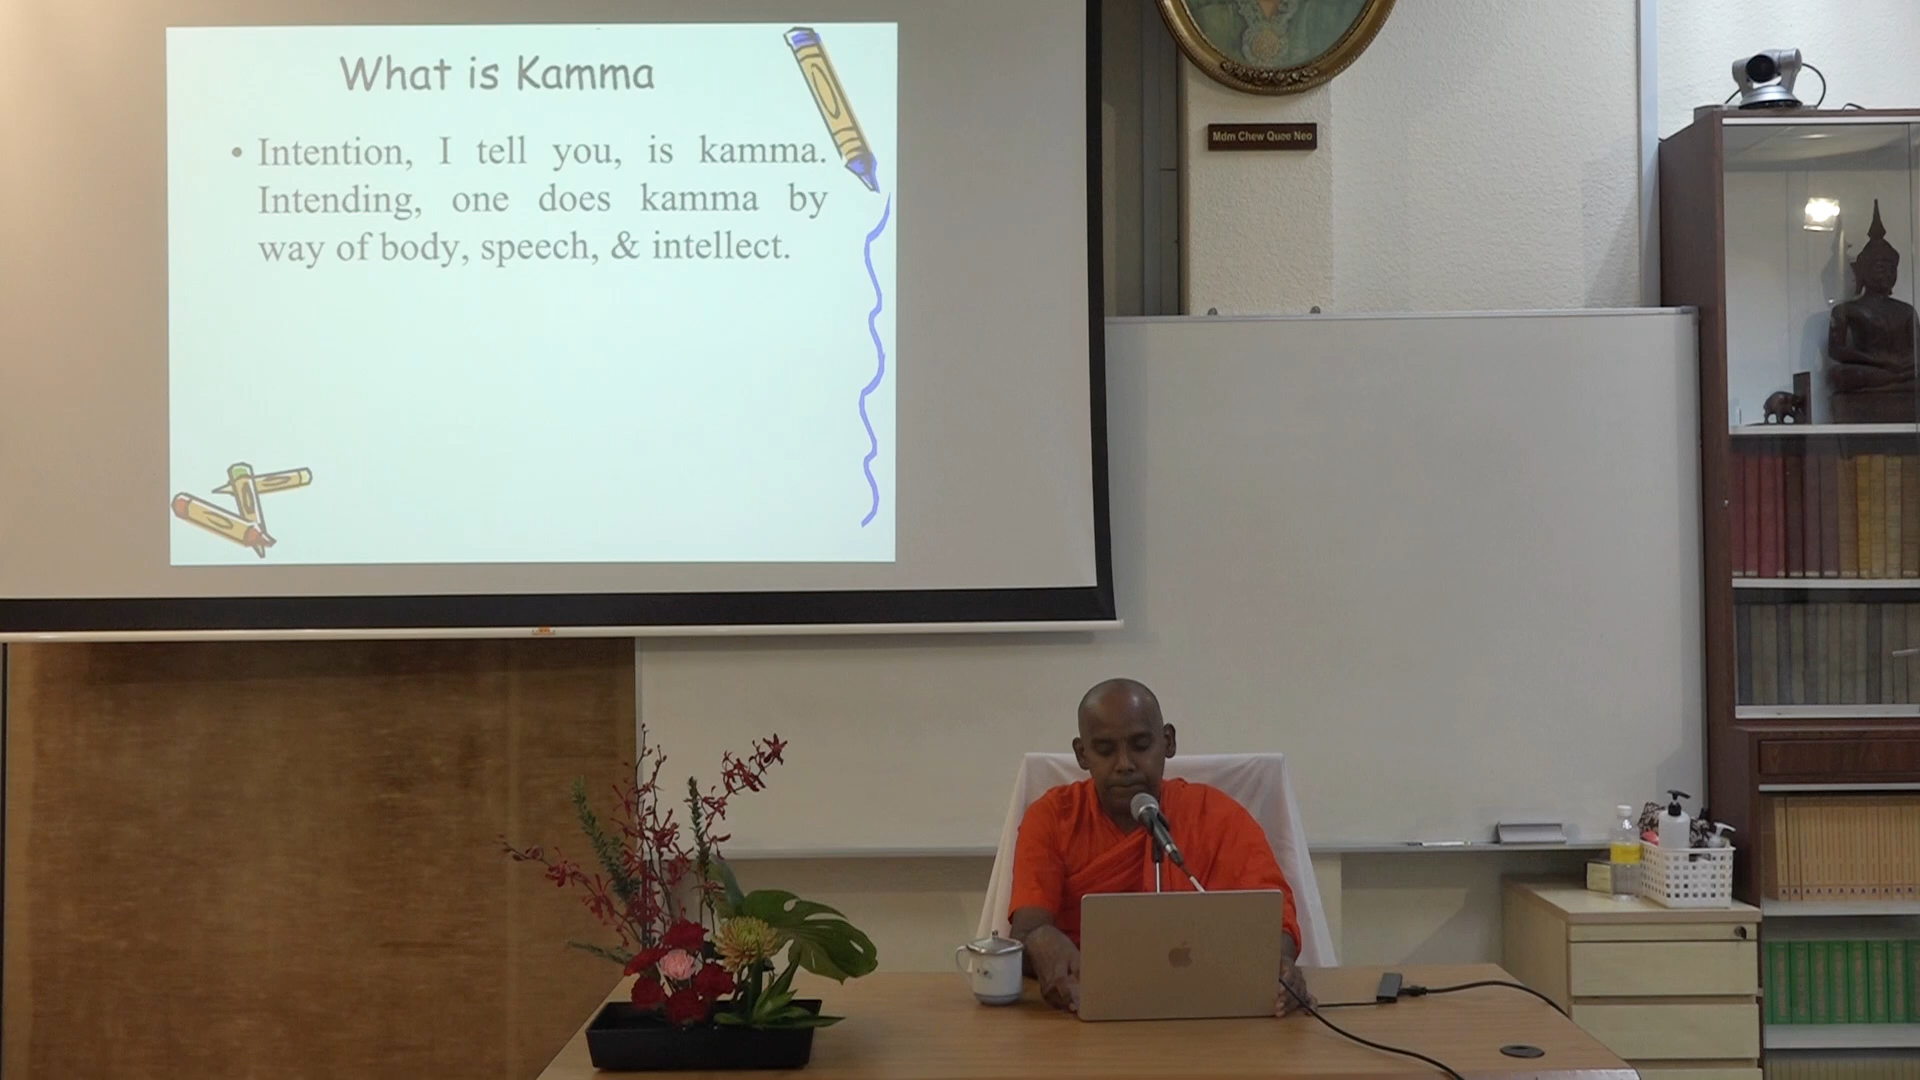 What is Kamma
• Intention, I tell you, is kamma.
Intending, one does kamma by
way of body, speech, & intellect.
Mdm Chew Quee Neo